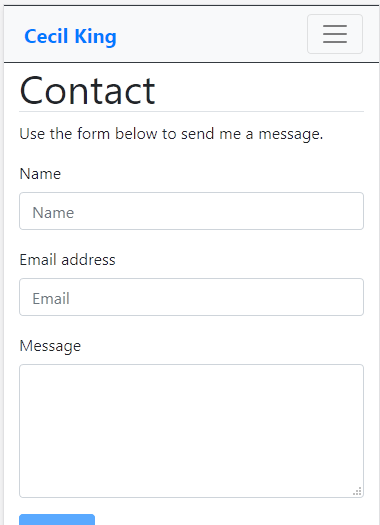 Cecil King
Contact
Use the form below to send me a message.
Name
Name
Email address
Email
Message